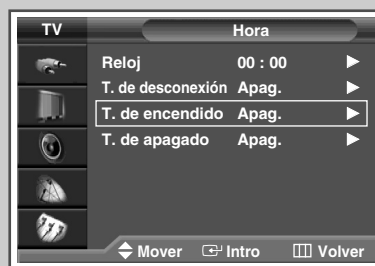 TV Hora
Reloj 00 : 00
T. de desconexión Apag.
T. de encendido Apag.
T. de apagado Apag.
Mover Intro Volver